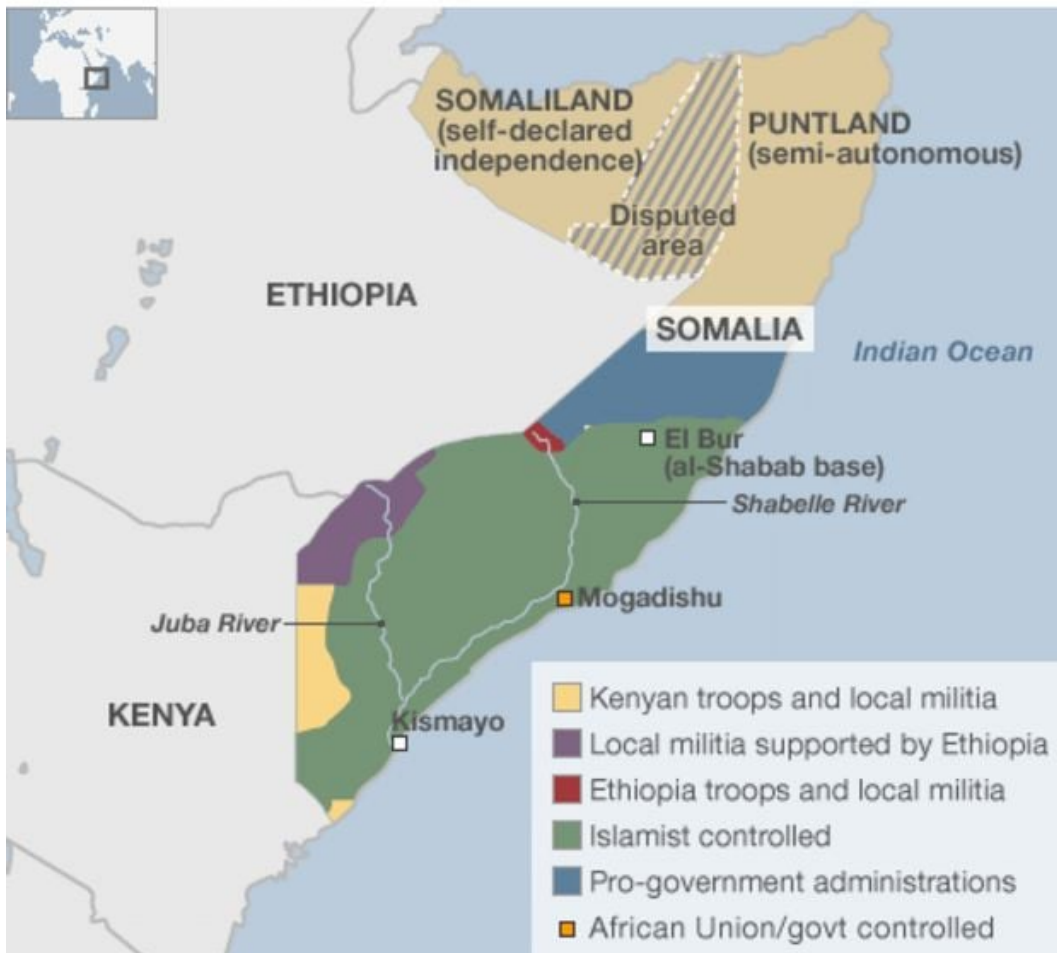 SOMALILAND
(self-declared
independence)
PUNTLAND
(semi-autonomous)
Disputed
area
ETHIOPIA
SOMALIA
Indian Ocean
El Bur
(al-Shabab base)
Shabelle River
Mogadishu
Juba River
KENYA
Kismayo
Kenyan troops and local militia
Local militia supported by Ethiopia
Ethiopia troops and local militia
Islamist controlled
Pro-government administrations
African Union/govt controlled